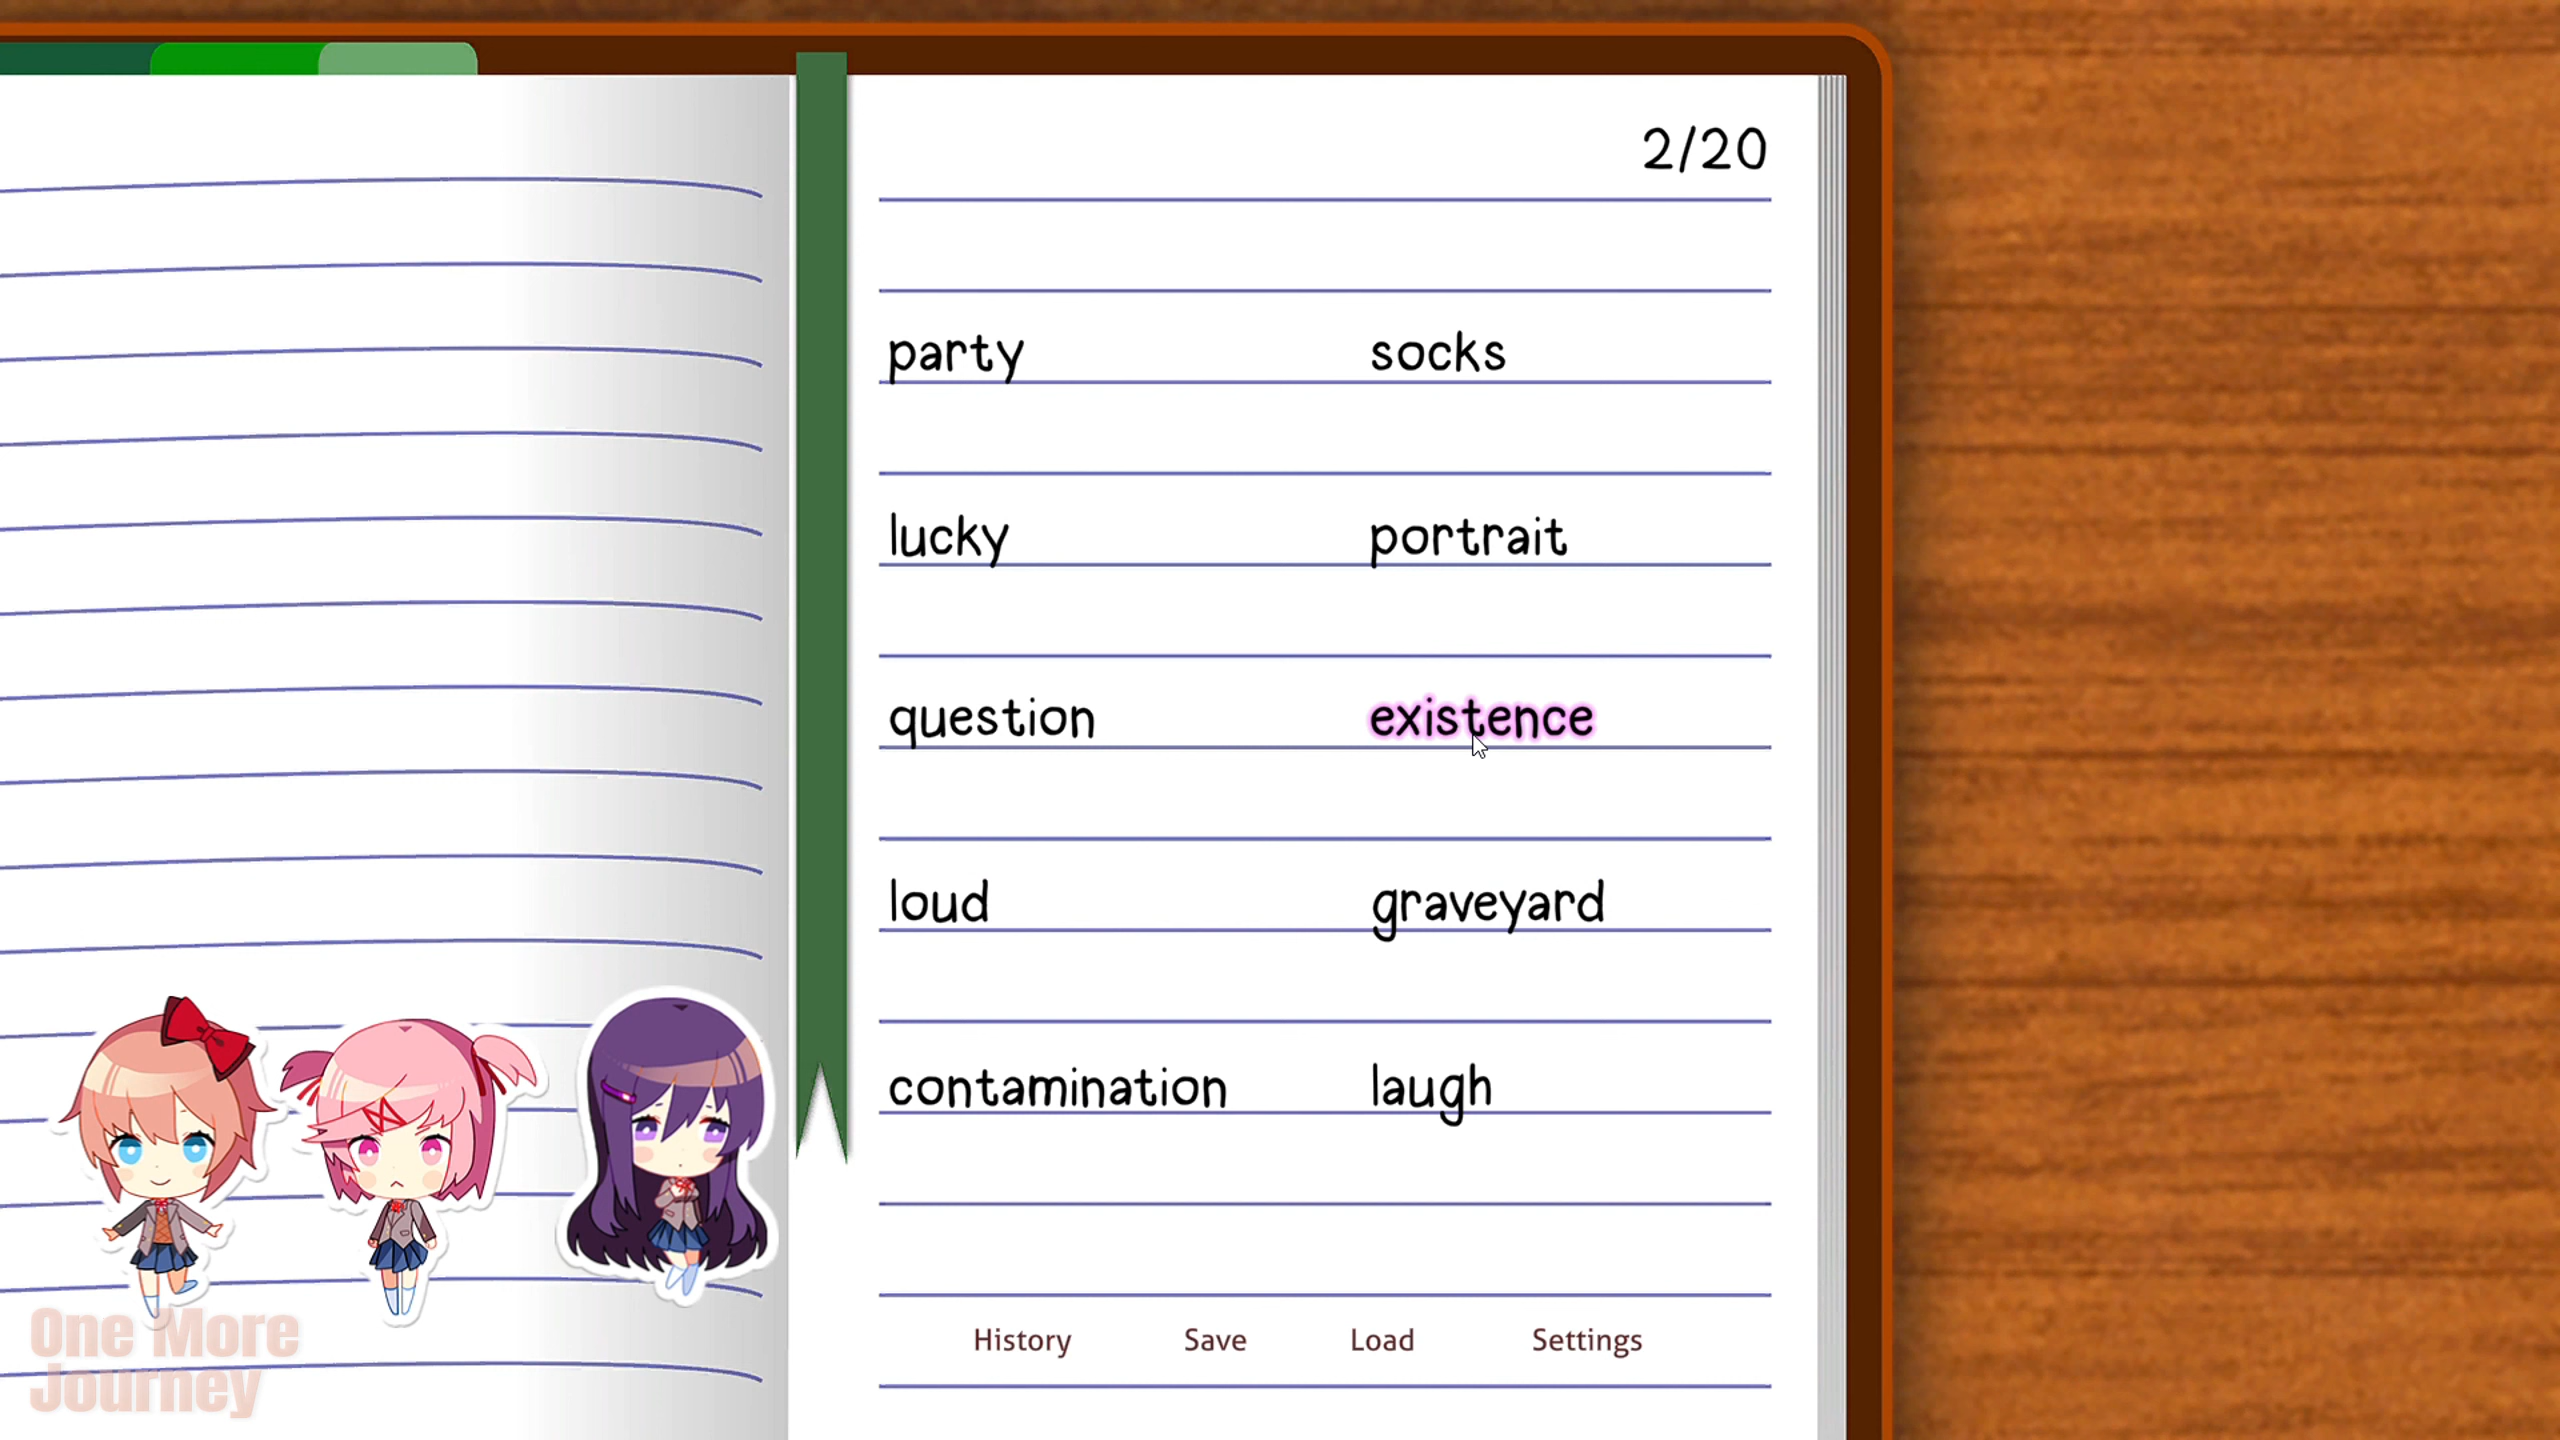 2/20
party socks
lucky portrait
question existence
loud graveyard
contamination laugh
History Save Load Settings
One More
Journey